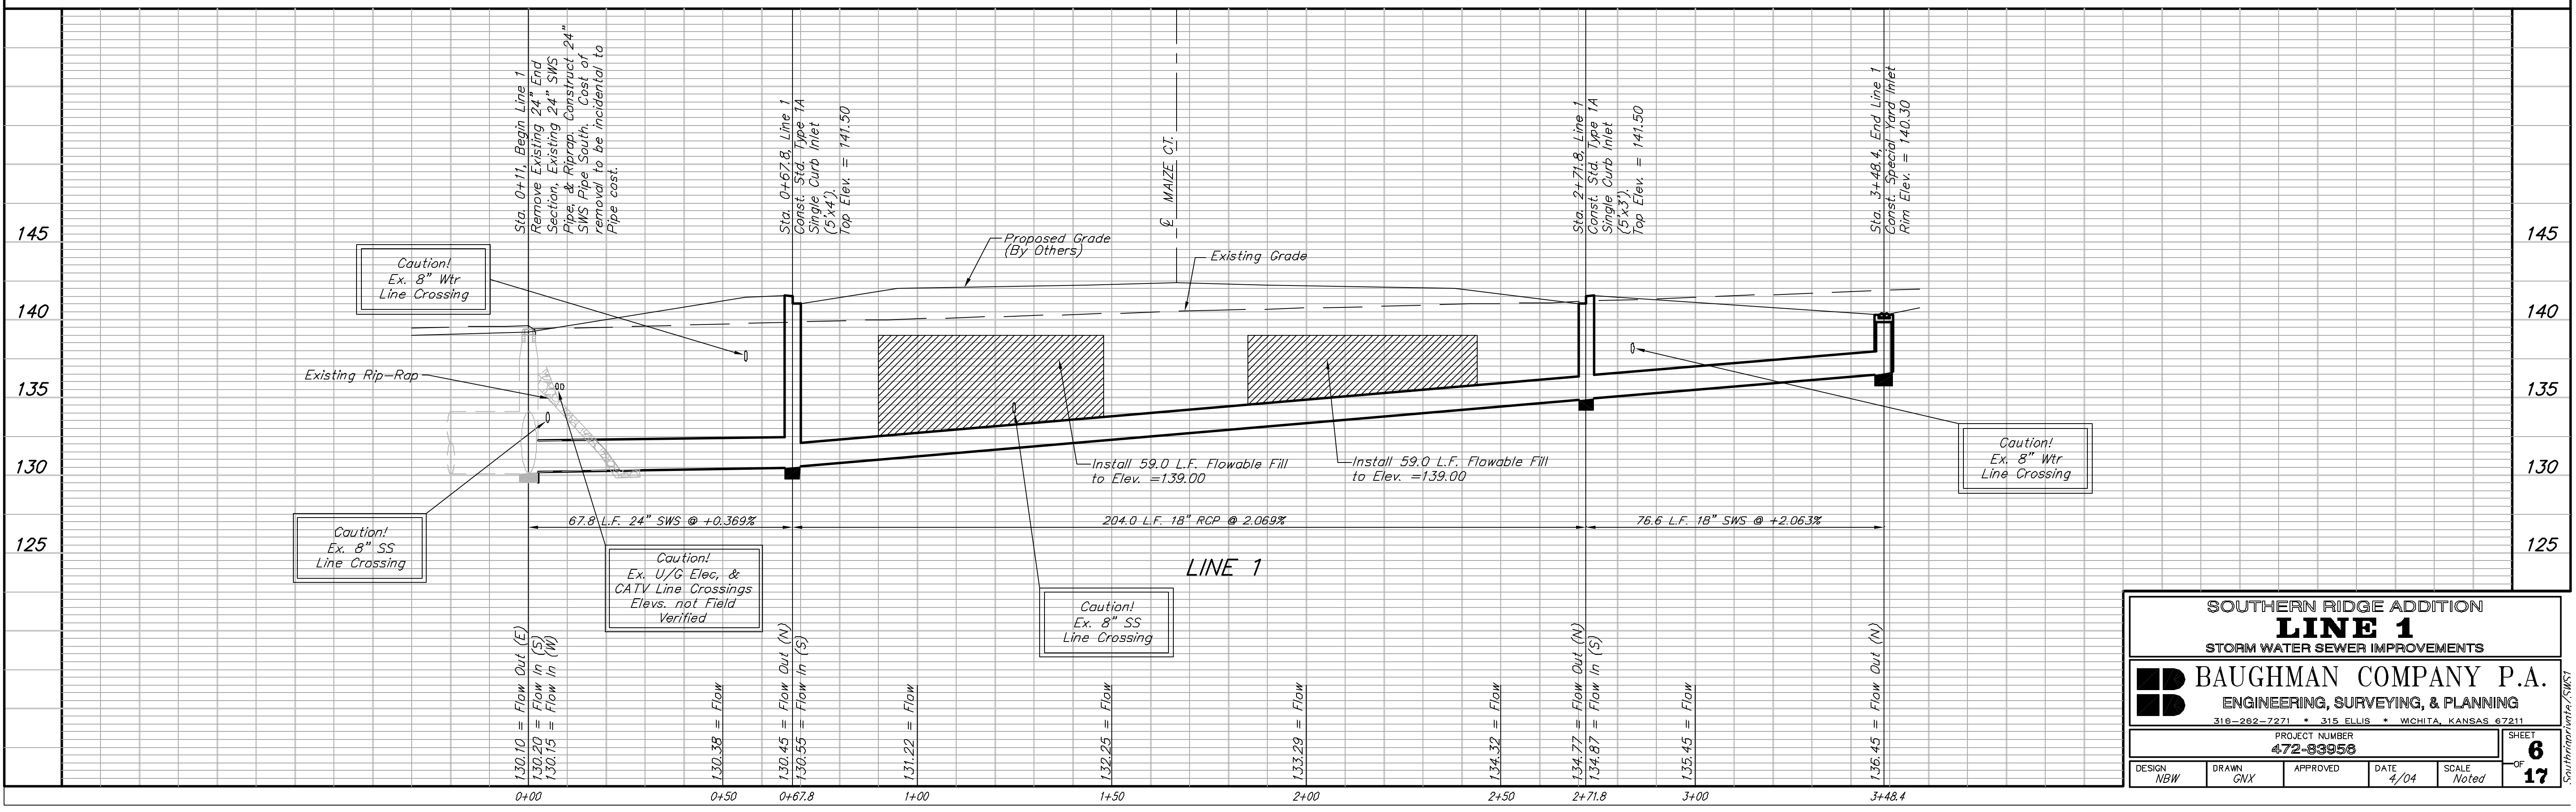 Sta. 0+11, Begin Line 1
Remove Existing 24" End
Section, Existing 24" SWS
Pipe, & Riprap. Construct 24"
SWS Pipe South. Cost of
removal to be incidental to
Pipe cost.
Sta. 0+67.8, Line 1
Const. Std. Type 1A
Single Curb Inlet
(5'x4').
Top Elev. = 141.50
℄ MAIZE CT.
Sta. 2+71.8, Line 1
Const. Std. Type 1A
Single Curb Inlet
(5'x3').
Top Elev. = 141.50
Sta. 3+48.4, End Line 1
Const. Special Yard Inlet
Rim Elev. = 140.30
145
140
135
130
125
145
140
135
130
125
Caution!
Ex. 8" Wtr
Line Crossing
Proposed Grade
(By Others)
Existing Grade
Existing Rip-Rap
Install 59.0 L.F. Flowable Fill
to Elev. =139.00
Install 59.0 L.F. Flowable Fill
to Elev. =139.00
Caution!
Ex. 8" Wtr
Line Crossing
Caution!
Ex. 8" SS
Line Crossing
67.8 L.F. 24" SWS @ +0.369%
204.0 L.F. 18" RCP @ 2.069%
76.6 L.F. 18" SWS @ +2.063%
Caution!
Ex. U/G Elec, &
CATV Line Crossings
Elevs. not Field
Verified
LINE 1
Caution!
Ex. 8" SS
Line Crossing
130.10 = Flow Out (E)
130.20 = Flow In (S)
130.15 = Flow In (W)
130.38 = Flow
130.45 = Flow Out (N)
130.55 = Flow In (S)
131.22 = Flow
132.25 = Flow
133.29 = Flow
134.32 = Flow
134.77 = Flow Out (N)
134.87 = Flow In (S)
135.45 = Flow
136.45 = Flow Out (N)
0+00
0+50
0+67.8
1+00
1+50
2+00
2+50
2+71.8
3+00
3+48.4
SOUTHERN RIDGE ADDITION
LINE 1
STORM WATER SEWER IMPROVEMENTS
BAUGHMAN COMPANY P.A.
ENGINEERING, SURVEYING, & PLANNING
316-262-7271 * 315 ELLIS * WICHITA, KANSAS 67211
PROJECT NUMBER
472-83956
SHEET
6
OF
17
DESIGN
NBW
DRAWN
GNX
APPROVED
DATE
4/04
SCALE
Noted